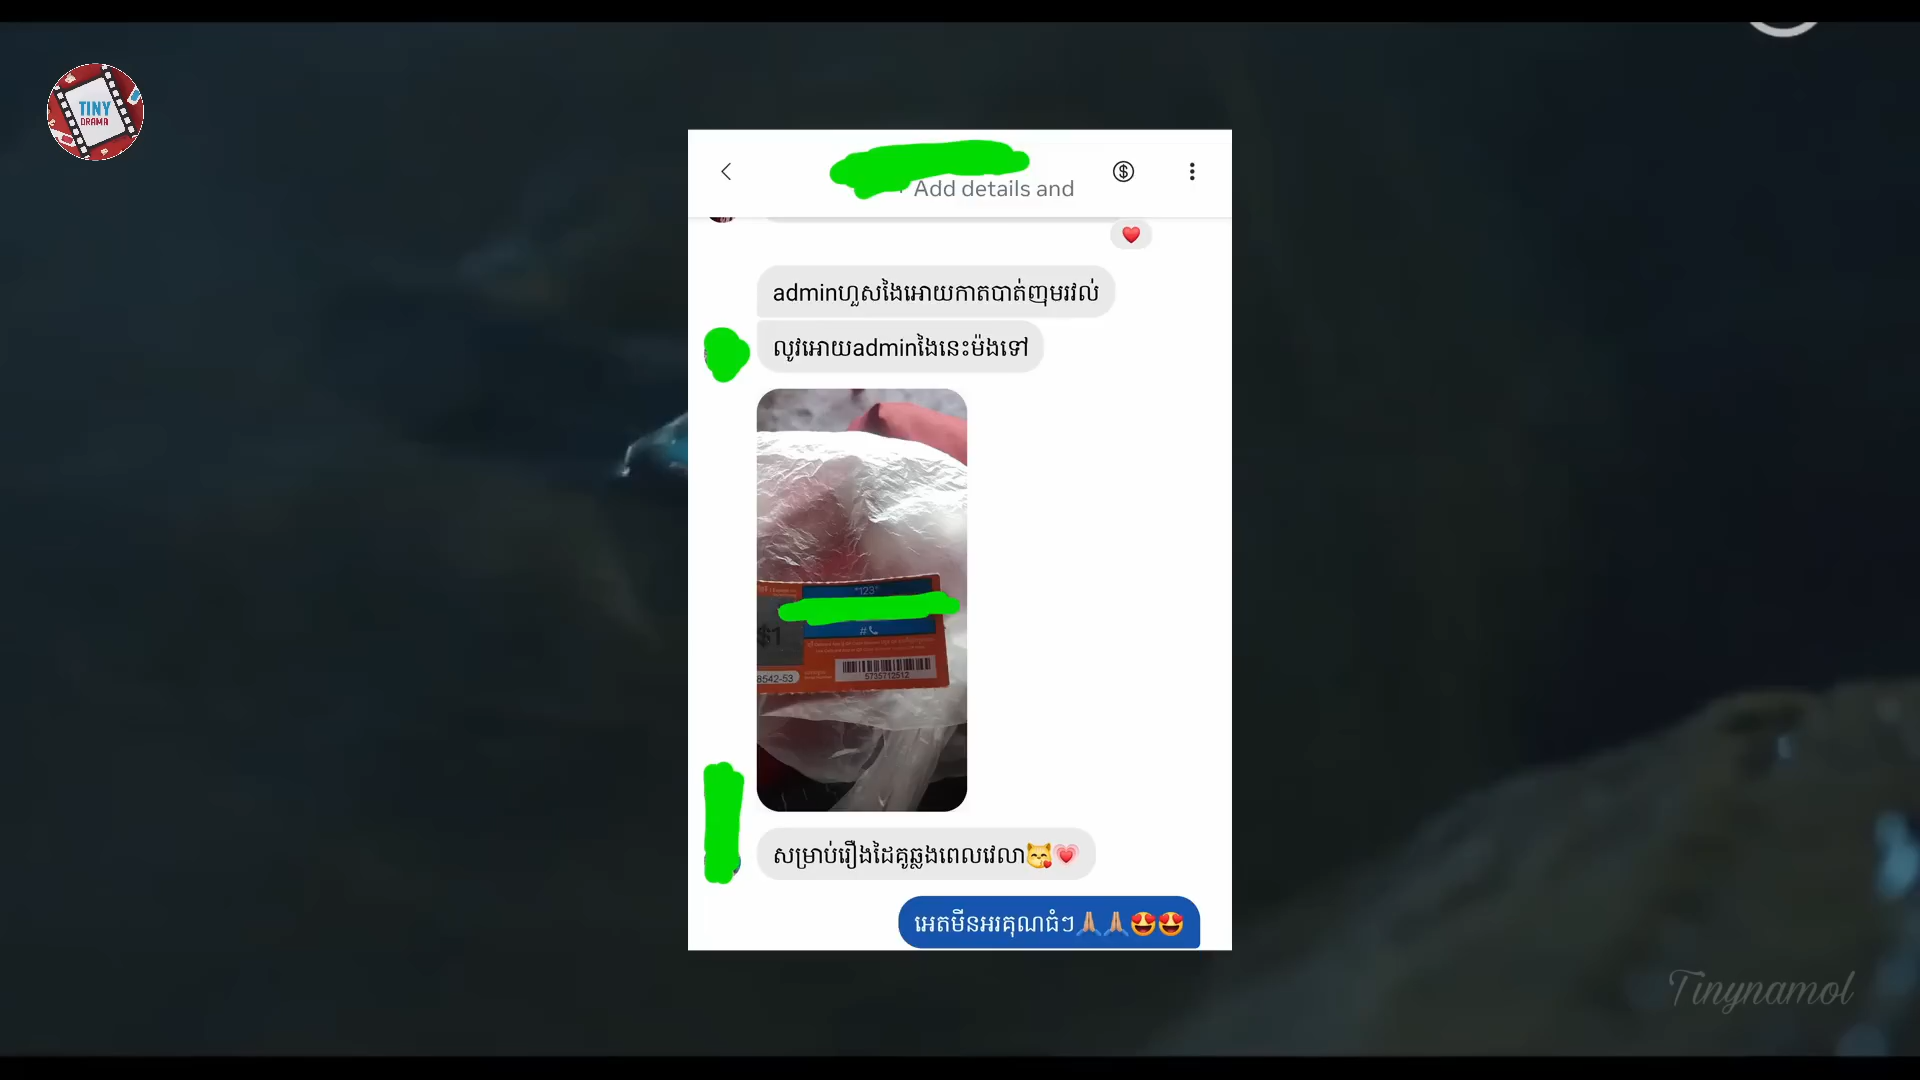 TINY
DRAMA
Add details and
adminហួសងៃអោយកាតបាត់ញុមរវល់
លូវអោយadminងៃនេះម៉ងទៅ
*123*
#
$1
8542-53
5735712512
សម្រាប់រឿងដៃគូឆ្លងពេលវេលា😽💗
អេតមីនអរគុណធំៗ🙏🏼🙏🏼😍😍
Tinynamol